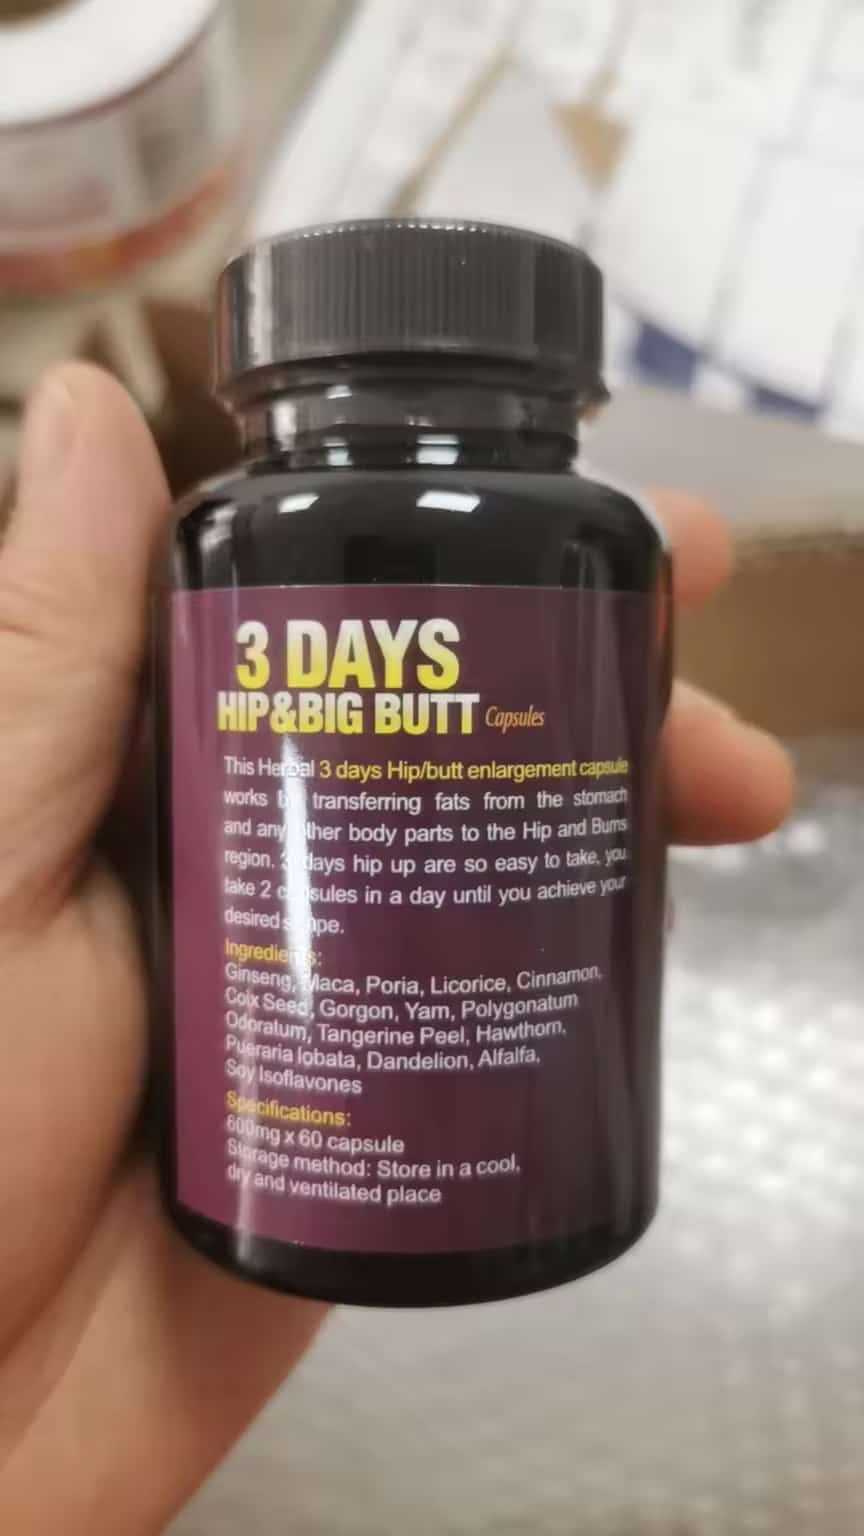 3 DAYS
HIP&BIG BUTT Capsules
This Herbal 3 days Hip/butt enlargement capsule
works transferring fats from the stomach
and any other body parts to the Hip and Bums
region. 3 days hip up are so easy to take, you
take 2 capsules in a day until you achieve your
desired shape.
Ingredients:
Ginseng, Maca, Poria, Licorice, Cinnamon,
Coix Seed, Gorgon, Yam, Polygonatum
Odoratum, Tangerine Peel, Hawthorn,
Pueraria lobata, Dandelion, Alfalfa,
Soy Isoflavones
Specifications:
600mg x 60 capsule
Storage method: Store in a cool,
dry and ventilated place